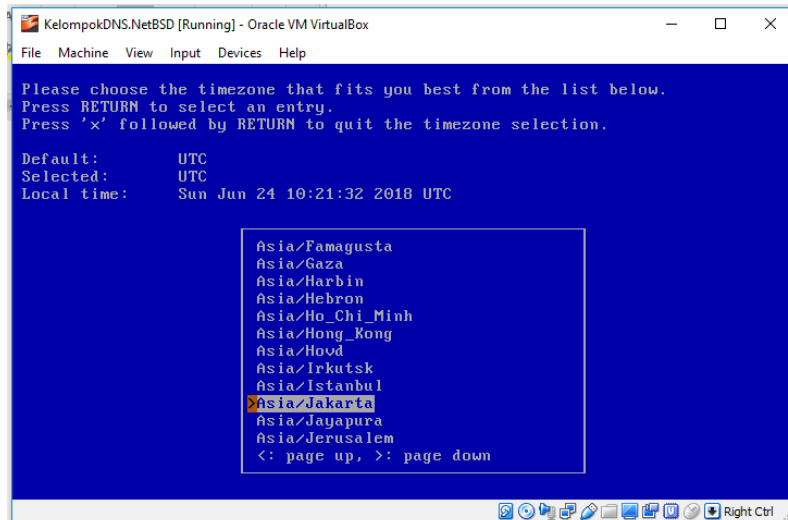 KelompokDNS.NetBSD [Running] - Oracle VM VirtualBox
File Machine View Input Devices Help
Please choose the timezone that fits you best from the list below.
Press RETURN to select an entry.
Press 'x' followed by RETURN to quit the timezone selection.
Default: UTC
Selected: UTC
Local time: Sun Jun 24 10:21:32 2018 UTC
Asia/Famagusta
Asia/Gaza
Asia/Harbin
Asia/Hebron
Asia/Ho_Chi_Minh
Asia/Hong_Kong
Asia/Hovd
Asia/Irkutsk
Asia/Istanbul
>Asia/Jakarta
Asia/Jayapura
Asia/Jerusalem
<: page up, >: page down
Right Ctrl